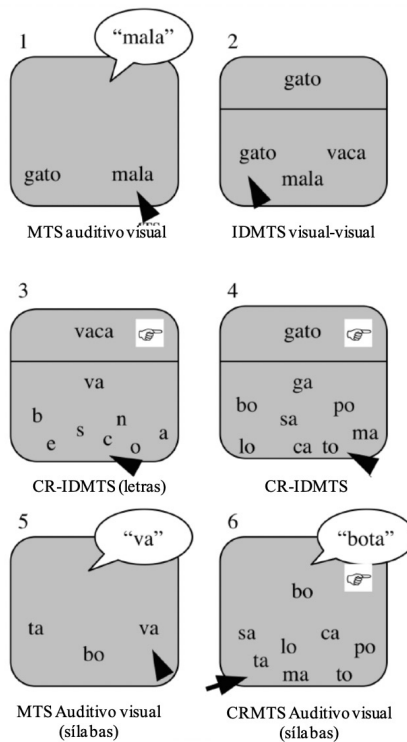 1
“mala”
gato mala
MTS auditivo visual
2
gato
gato vaca
mala
IDMTS visual-visual
3
vaca
va
b n
s
e c o a
CR-IDMTS (letras)
4
gato
ga
bo po
sa
ma
lo ca to
CR-IDMTS
5
“va”
ta va
bo
MTS Auditivo visual
(sílabas)
6
“bota”
bo
sa ca
lo po
ta
ma to
CRMTS Auditivo visual
(sílabas)